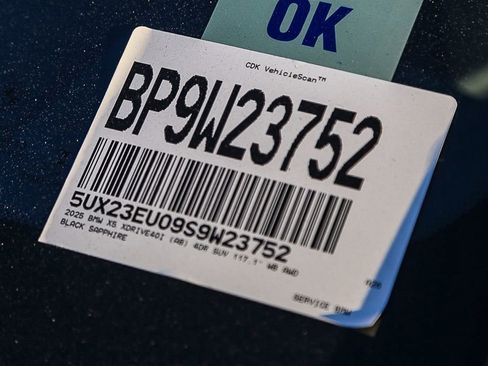 OK
CDK VehicleScan™
BP9W23752
5UX23EU09S9W23752
2025 BMW X5 XDRIVE40I (A8) 4DR SUV 117.1" WB AWD
BLACK SAPPHIRE
SERVICE BMW